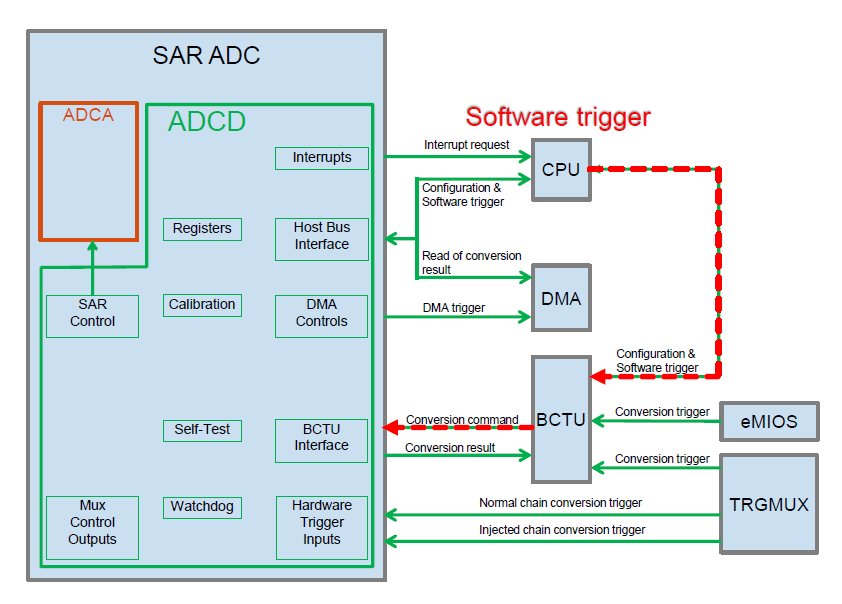 SAR ADC
ADCA
ADCD
Interrupts
Registers
Host Bus
Interface
SAR
Control
Calibration
DMA
Controls
Self-Test
BCTU
Interface
Mux
Control
Outputs
Watchdog
Hardware
Trigger
Inputs
Software trigger
Interrupt request
CPU
Configuration &
Software trigger
Read of conversion
result
DMA
DMA trigger
Configuration &
Software trigger
Conversion command
BCTU
Conversion trigger
eMIOS
Conversion result
Conversion trigger
Normal chain conversion trigger
TRGMUX
Injected chain conversion trigger